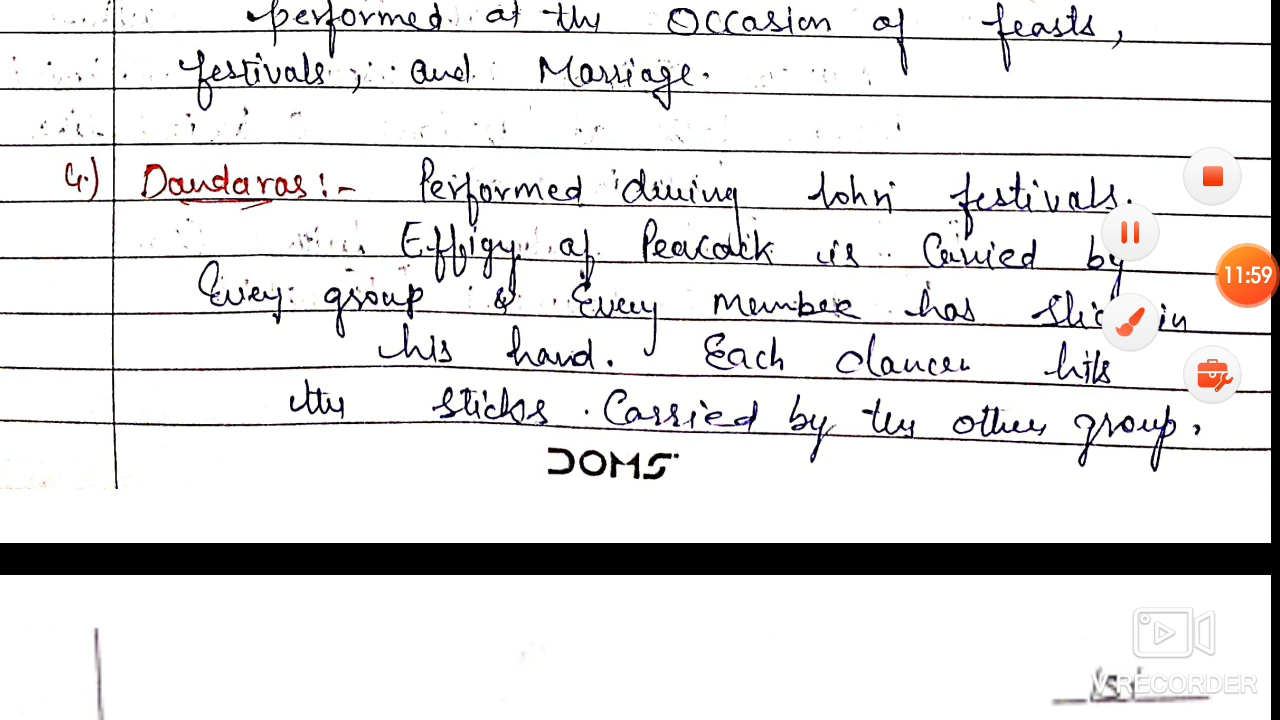 performed at the Occasion of feasts,
festivals, and Marriage.
4.) Dandaras:- Performed during lohri festivals.
Effigy of Peacock is Carried by
Every group & Every member has stick in
his hand. Each dancer hits
the sticks Carried by the other group.
DOMS
11:59
V RECORDER